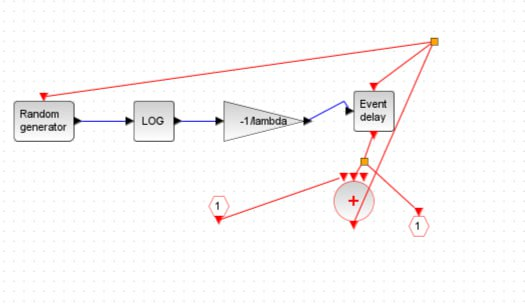 Random
generator
LOG
-1/lambda
Event
delay
1
+
1